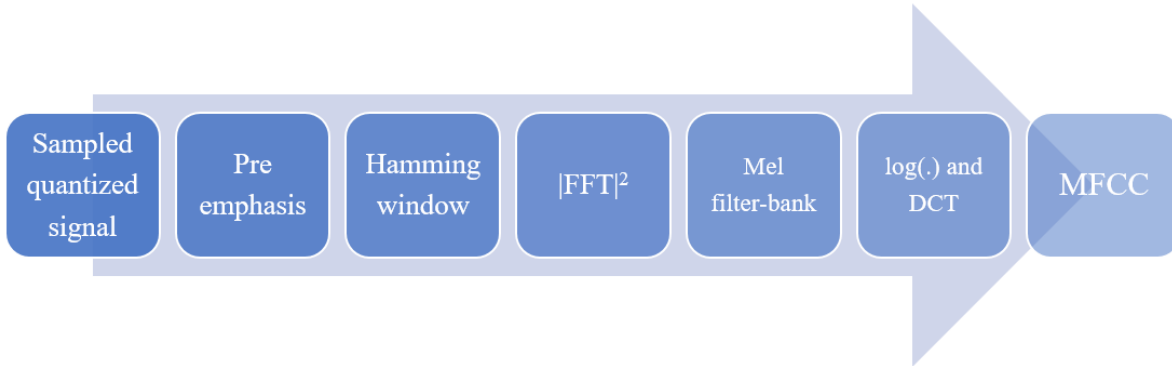 Sampled
quantized
signal
Pre
emphasis
Hamming
window
|FFT|²
Mel
filter-bank
log(.) and
DCT
MFCC